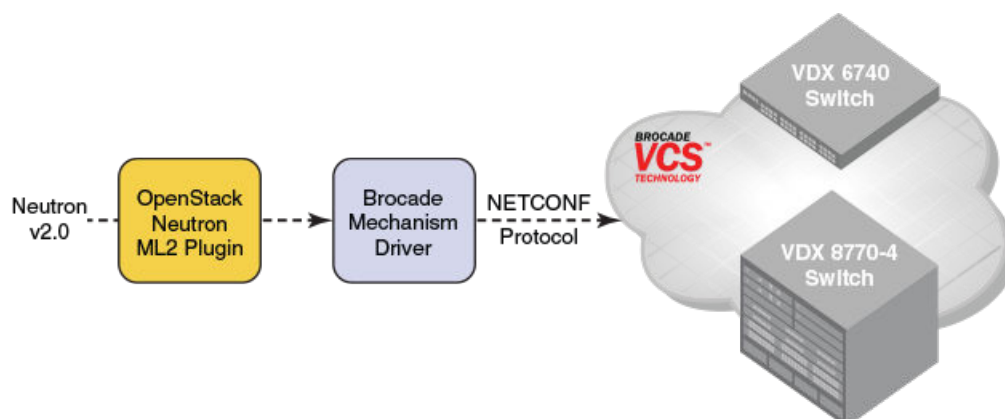 Neutron
v2.0
OpenStack
Neutron
ML2 Plugin
Brocade
Mechanism
Driver
NETCONF
Protocol
BROCADE
VCS™
TECHNOLOGY
VDX 6740
Switch
VDX 8770-4
Switch